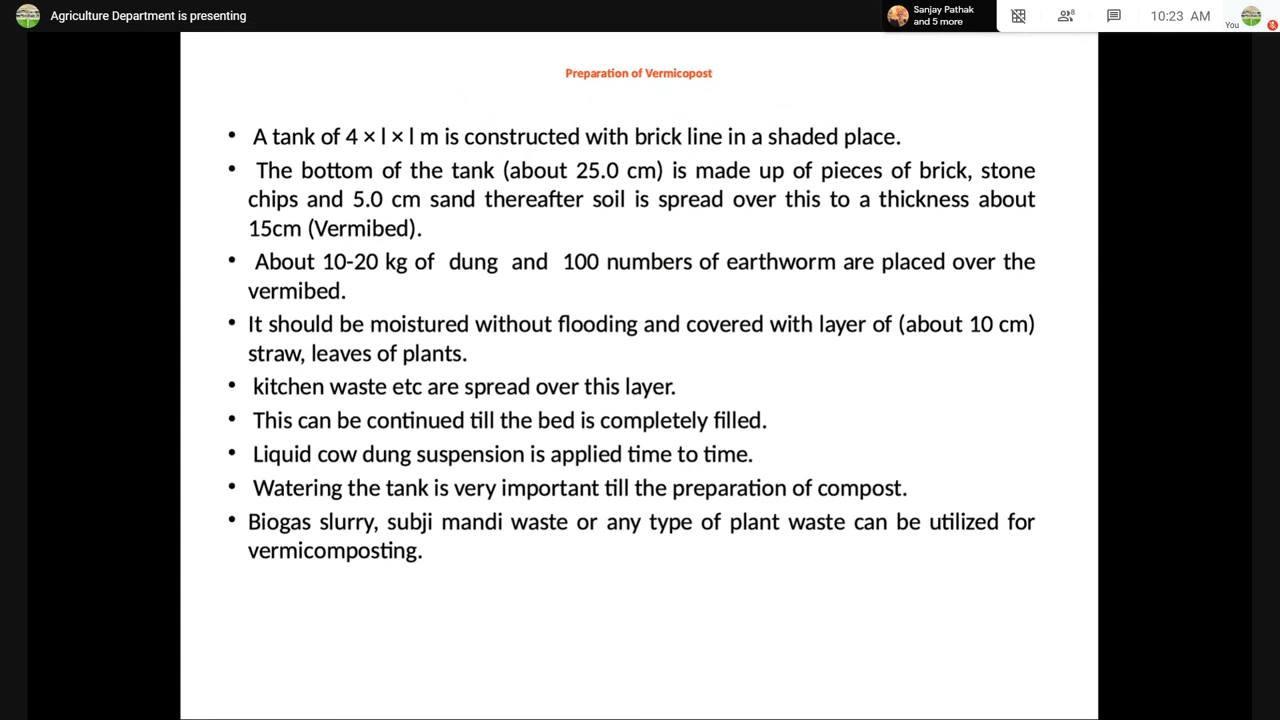 Agriculture Department is presenting
Sanjay Pathak
and 5 more
8
10:23 AM
You
Preparation of Vermicopost
• A tank of 4 × l × l m is constructed with brick line in a shaded place.
• The bottom of the tank (about 25.0 cm) is made up of pieces of brick, stone
chips and 5.0 cm sand thereafter soil is spread over this to a thickness about
15cm (Vermibed).
• About 10-20 kg of dung and 100 numbers of earthworm are placed over the
vermibed.
• It should be moistured without flooding and covered with layer of (about 10 cm)
straw, leaves of plants.
• kitchen waste etc are spread over this layer.
• This can be continued till the bed is completely filled.
• Liquid cow dung suspension is applied time to time.
• Watering the tank is very important till the preparation of compost.
• Biogas slurry, subji mandi waste or any type of plant waste can be utilized for
vermicomposting.